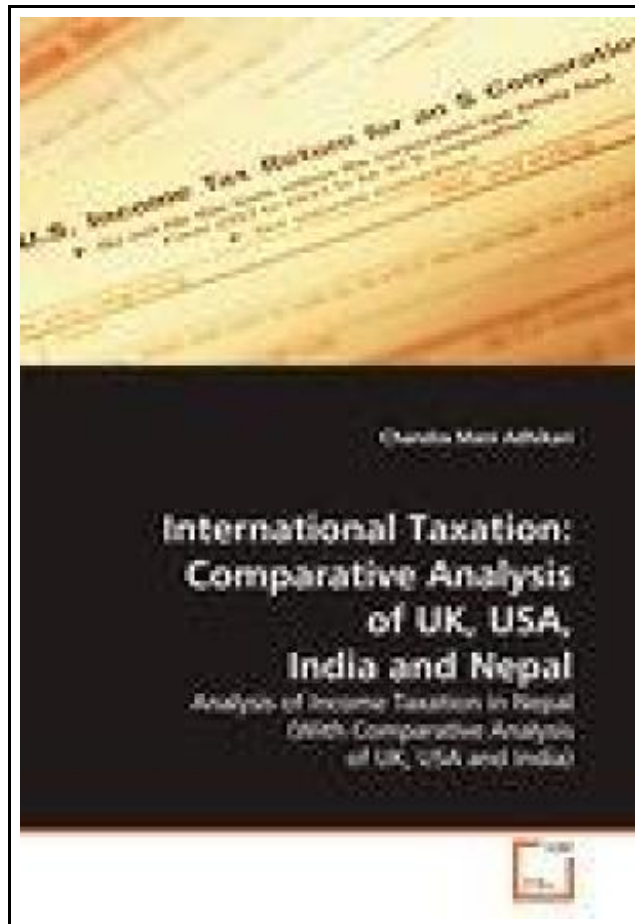 U.S. Income Tax Return for an S Corporation
Chandra Mani Adhikari
International Taxation:
Comparative Analysis
of UK, USA,
India and Nepal
Analysis of Income Taxation in Nepal
(With Comparative Analysis
of UK, USA and India)